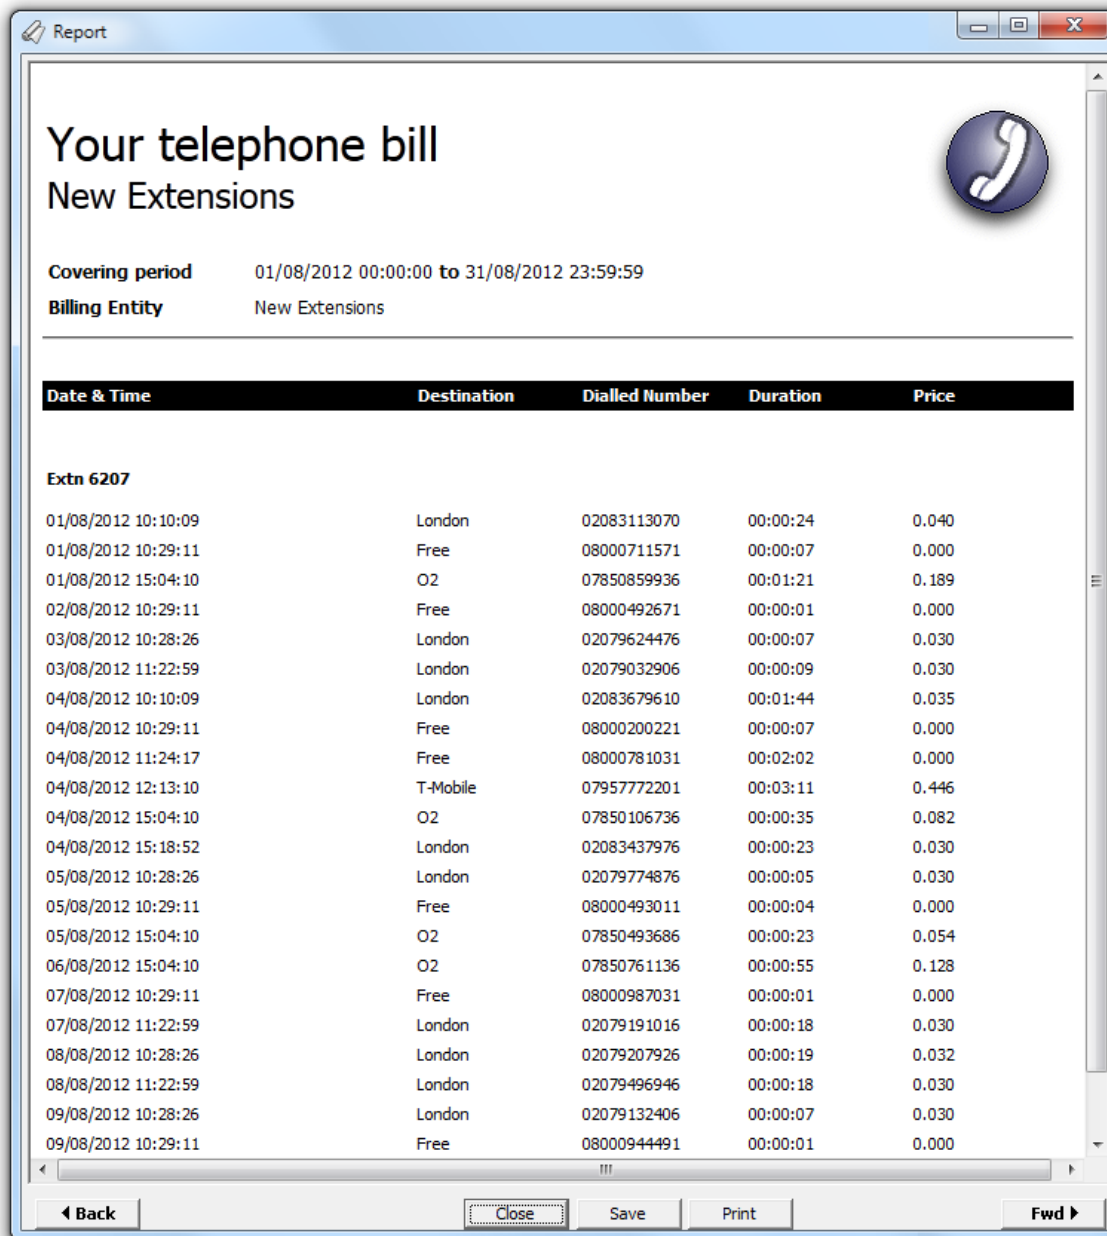 Report
Your telephone bill
New Extensions
Covering period 01/08/2012 00:00:00 to 31/08/2012 23:59:59
Billing Entity New Extensions
Date & Time Destination Dialled Number Duration Price
Extn 6207
01/08/2012 10:10:09 London 02083113070 00:00:24 0.040
01/08/2012 10:29:11 Free 08000711571 00:00:07 0.000
01/08/2012 15:04:10 O2 07850859936 00:01:21 0.189
02/08/2012 10:29:11 Free 08000492671 00:00:01 0.000
03/08/2012 10:28:26 London 02079624476 00:00:07 0.030
03/08/2012 11:22:59 London 02079032906 00:00:09 0.030
04/08/2012 10:10:09 London 02083679610 00:01:44 0.035
04/08/2012 10:29:11 Free 08000200221 00:00:07 0.000
04/08/2012 11:24:17 Free 08000781031 00:02:02 0.000
04/08/2012 12:13:10 T-Mobile 07957772201 00:03:11 0.446
04/08/2012 15:04:10 O2 07850106736 00:00:35 0.082
04/08/2012 15:18:52 London 02083437976 00:00:23 0.030
05/08/2012 10:28:26 London 02079774876 00:00:05 0.030
05/08/2012 10:29:11 Free 08000493011 00:00:04 0.000
05/08/2012 15:04:10 O2 07850493686 00:00:23 0.054
06/08/2012 15:04:10 O2 07850761136 00:00:55 0.128
07/08/2012 10:29:11 Free 08000987031 00:00:01 0.000
07/08/2012 11:22:59 London 02079191016 00:00:18 0.030
08/08/2012 10:28:26 London 02079207926 00:00:19 0.032
08/08/2012 11:22:59 London 02079496946 00:00:18 0.030
09/08/2012 10:28:26 London 02079132406 00:00:07 0.030
09/08/2012 10:29:11 Free 08000944491 00:00:01 0.000
Back Close Save Print Fwd